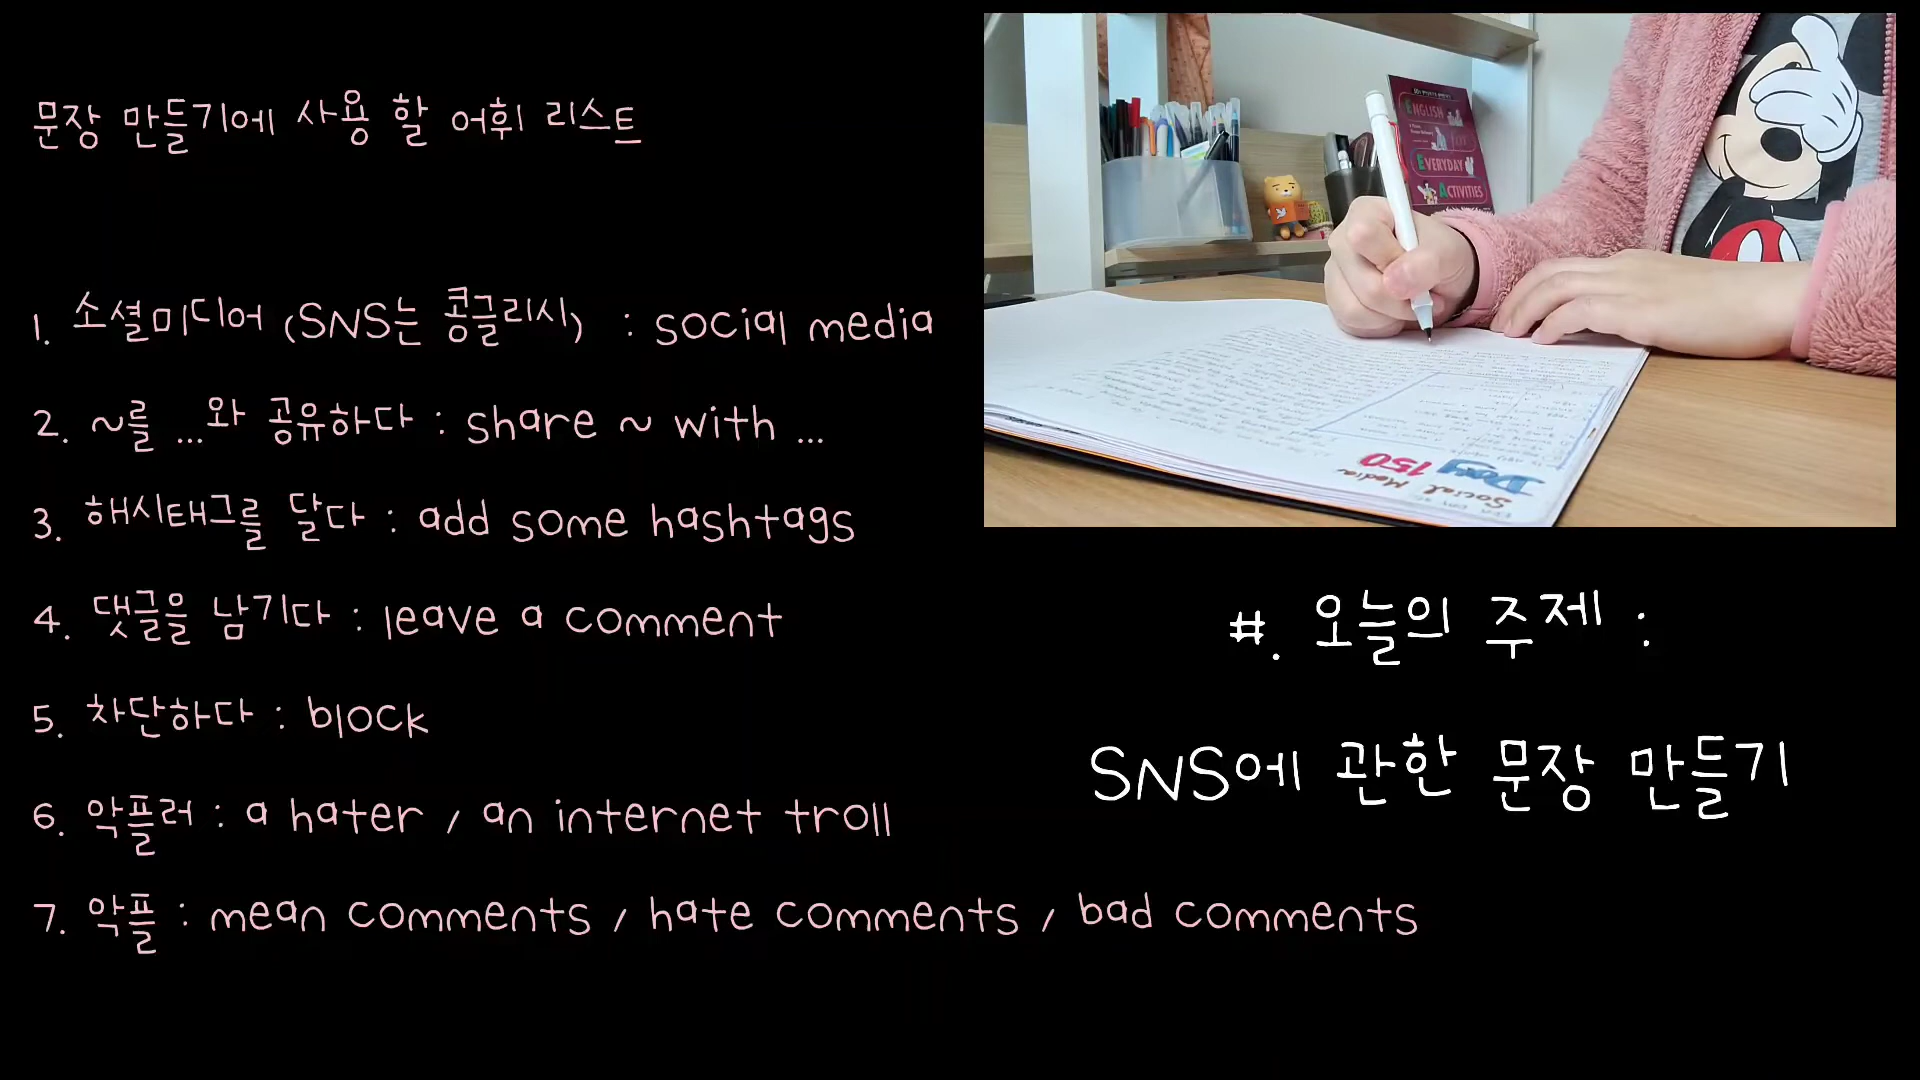 문장 만들기에 사용 할 어휘 리스트
1. 소셜미디어 (SNS는 콩글리시) : social media
2. ~를 ...와 공유하다 : share ~ with ...
3. 해시태그를 달다 : add some hashtags
4. 댓글을 남기다 : leave a comment
5. 차단하다 : block
6. 악플러 : a hater / an internet troll
7. 악플 : mean comments / hate comments / bad comments
ENGLISH
for
EVERYDAY
ACTIVITIES
Day 150
Social Media
#. 오늘의 주제 :
SNS에 관한 문장 만들기